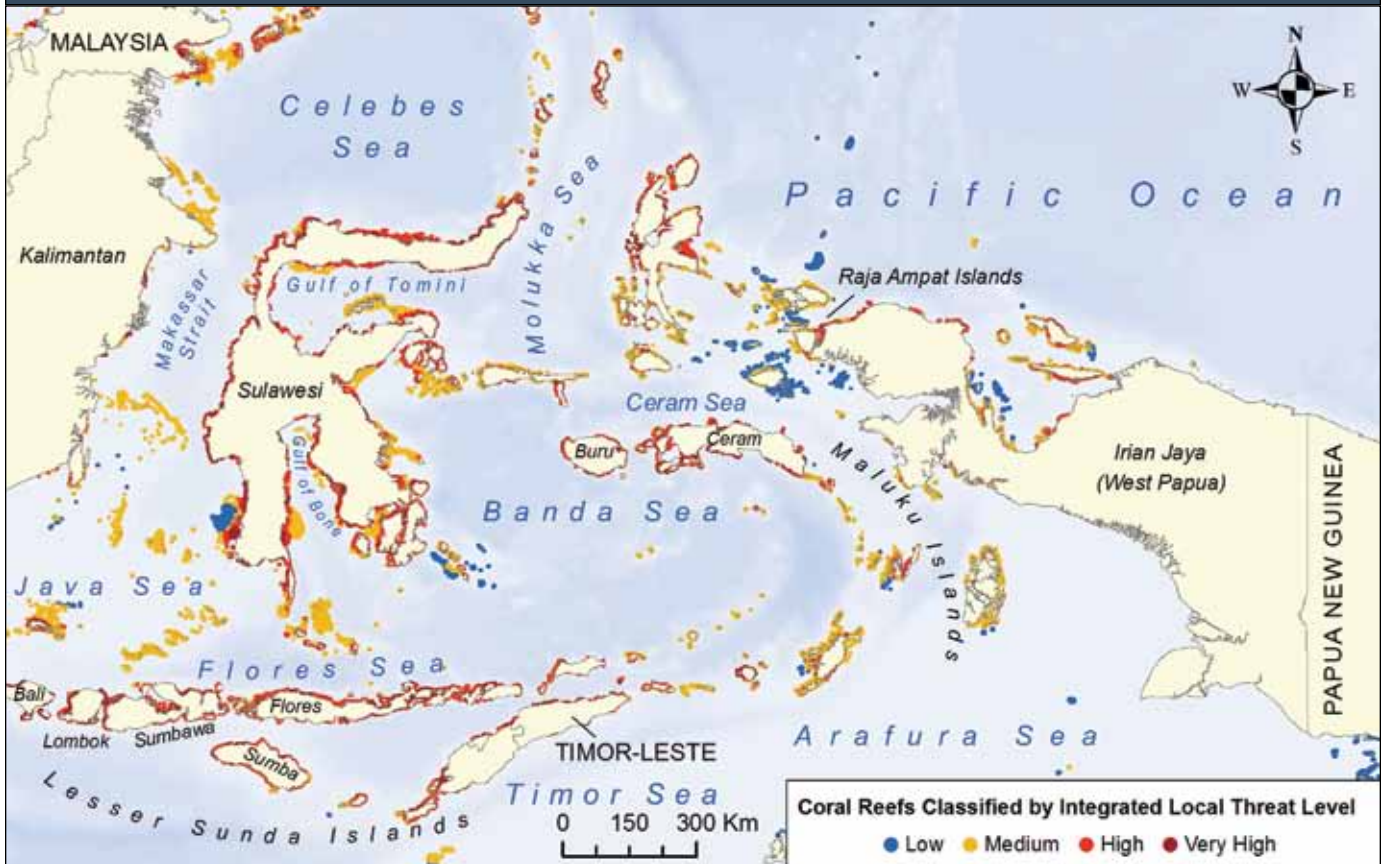 MALAYSIA
N
W E
S
Celebes
Sea
Pacific Ocean
Molukka Sea
Kalimantan
Raja Ampat Islands
Gulf of Tomini
Makassar
Strait
Sulawesi
Ceram Sea
Gulf of Bone
Buru
Ceram
Maluku Islands
Irian Jaya
(West Papua)
PAPUA NEW GUINEA
Banda Sea
Java Sea
Flores Sea
Bali
Flores
Lombok
Sumbawa
Sumba
TIMOR-LESTE
Arafura Sea
Timor Sea
Lesser Sunda Islands
0 150 300 Km
Coral Reefs Classified by Integrated Local Threat Level
Low Medium High Very High